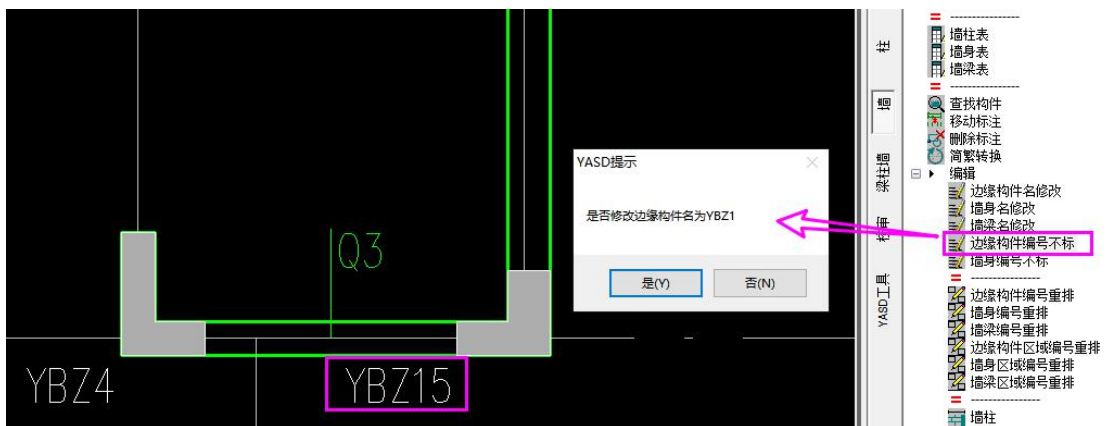 Q3
YBZ4
YBZ15
YASD提示
是否修改边缘构件名为YBZ1
是(Y)
否(N)
柱
墙
梁柱墙
YASD工具
墙柱表
墙身表
墙梁表
查找构件
移动标注
删除标注
简繁转换
编辑
边缘构件名修改
墙身名修改
墙梁名修改
边缘构件编号不标
墙身编号不标
边缘构件编号重排
墙身编号重排
墙梁编号重排
边缘构件区域编号重排
墙身区域编号重排
墙梁区域编号重排
墙柱